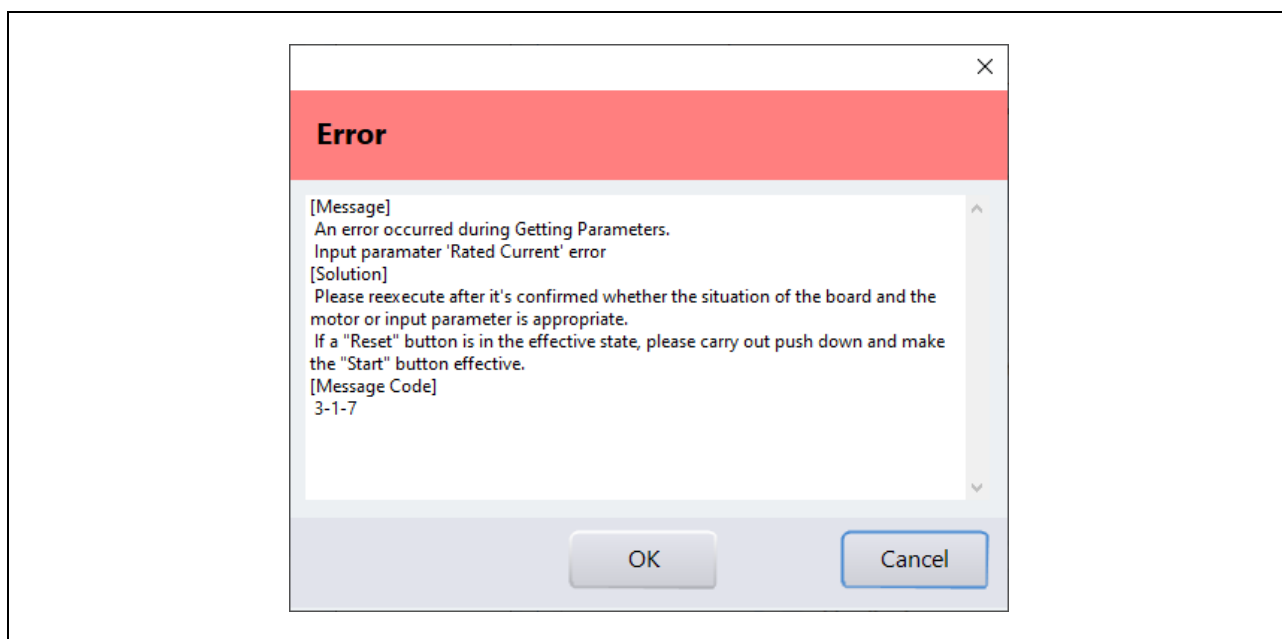 Error
[Message]
An error occurred during Getting Parameters.
Input paramater 'Rated Current' error
[Solution]
Please reexecute after it's confirmed whether the situation of the board and the
motor or input parameter is appropriate.
If a "Reset" button is in the effective state, please carry out push down and make
the "Start" button effective.
[Message Code]
3-1-7
OK
Cancel